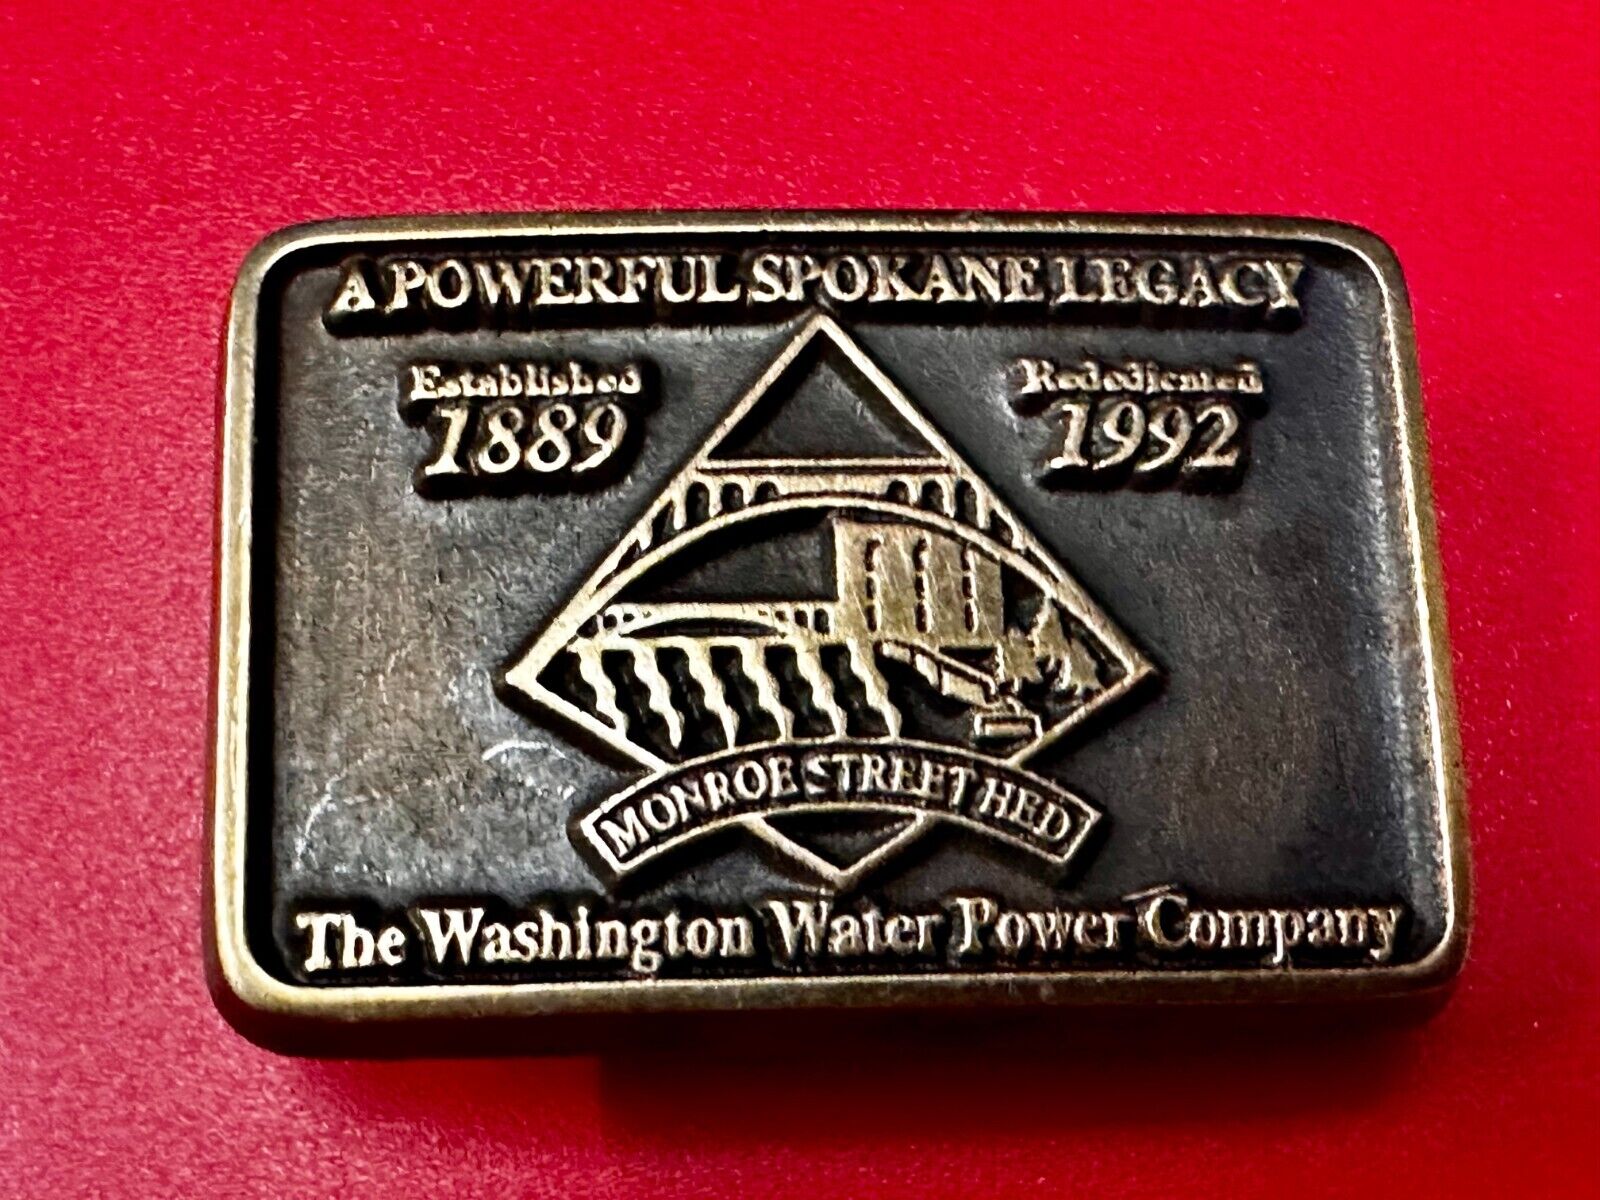 A POWERFUL SPOKANE LEGACY
Established
1889
Rededicated
1992
MONROE STREET HED
The Washington Water Power Company